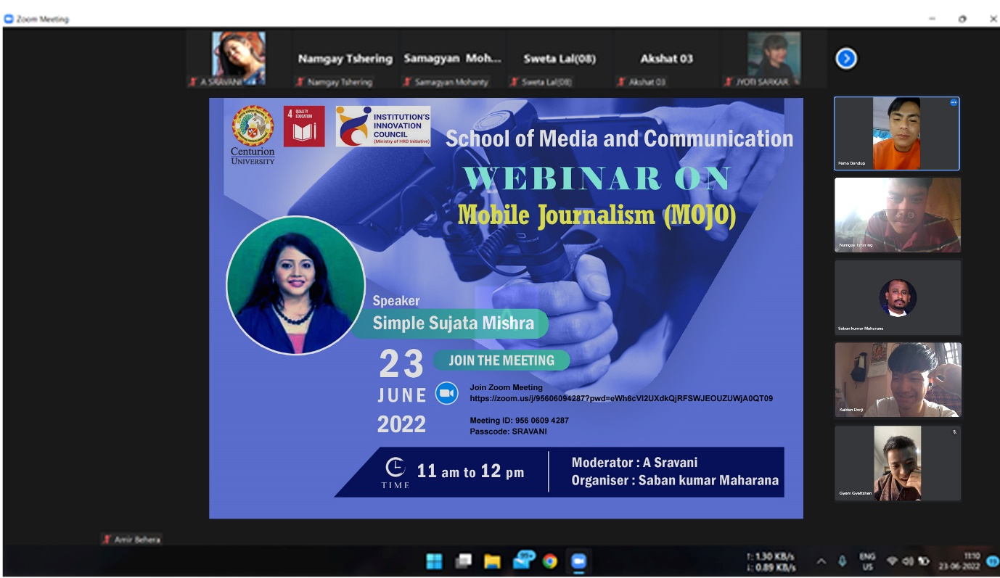 Zoom Meeting
Namgay Tshering
Samagyan Moh...
Sweta Lal(08)
Akshat 03
A SRAVANI
Namgay Tshering
Samagyan Mohanty
Sweta Lal(08)
Akshat 03
JYOTI SARKAR
Centurion
UNIVERSITY
4 QUALITY
EDUCATION
INSTITUTION'S
INNOVATION
COUNCIL
(Ministry of HRD Initiative)
School of Media and Communication
WEBINAR ON
Mobile Journalism (MOJO)
Speaker
Simple Sujata Mishra
23
JUNE
2022
JOIN THE MEETING
Join Zoom Meeting
https://zoom.us/j/95606094287?pwd=eWh6cVl2UXdkQjRFSWJEOUZUWjA0QT09
Meeting ID: 956 0609 4287
Passcode: SRAVANI
TIME
11 am to 12 pm
Moderator : A Sravani
Organiser : Saban kumar Maharana
Pema Dendup
Namgay Tshering
Saban kumar Maharana
Kelden Dorji
Gyem Gyeltshen
Amir Behera
99+
↑: 1.30 KB/s
↓: 0.89 KB/s
ENG
US
11:10
23-06-2022
19